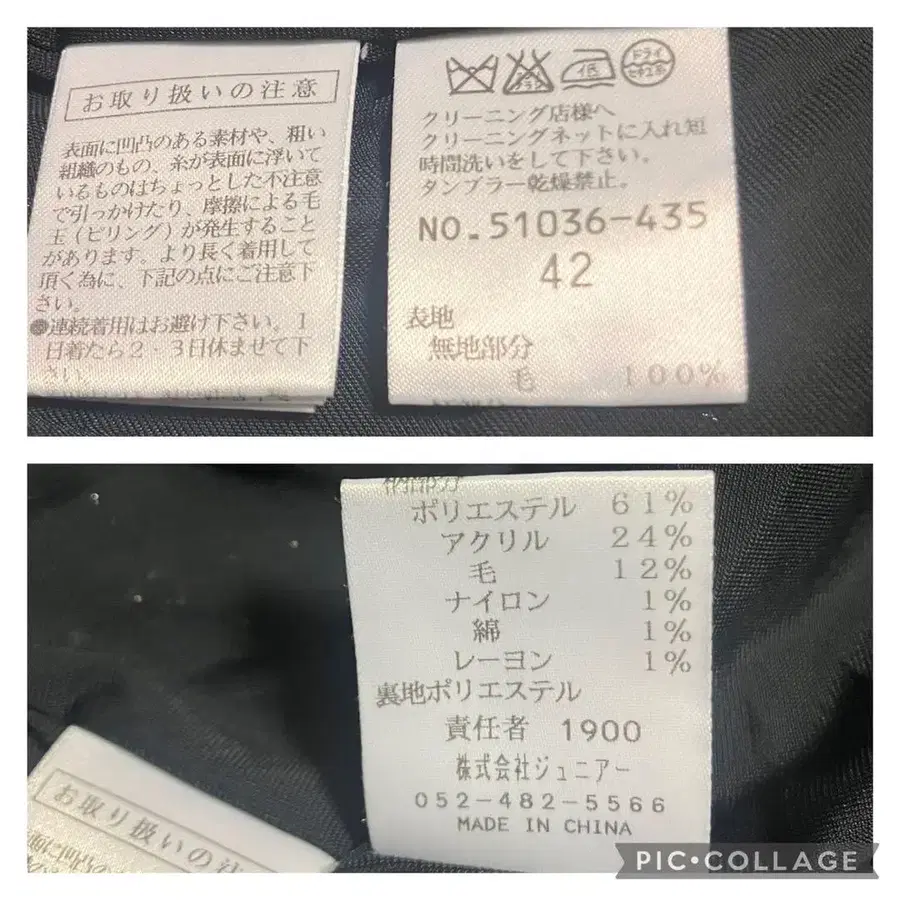 お取り扱いの注意
表面に凹凸のある素材や、粗い
組織のもの、糸が表面に浮いて
いるものはちょっとした不注意
で引っかけたり、摩擦による毛
玉(ピリング)が発生すること
があります。より長く着用して
頂く為に、下記の点にご注意下
さい。
●連続着用はお避け下さい。1
日着たら2・3日休ませて下
さい。
低
ドライ
セキユ系
クリーニング店様へ
クリーニングネットに入れ短
時間洗いをして下さい。
タンブラー乾燥禁止。
NO.51036-435
42
表地
無地部分
毛 100%
ポリエステル 61%
アクリル 24%
毛 12%
ナイロン 1%
綿 1%
レーヨン 1%
裏地ポリエステル
責任者 1900
株式会社ジュニアー
052-482-5566
MADE IN CHINA
お取り扱いの注
PIC•COLLAGE